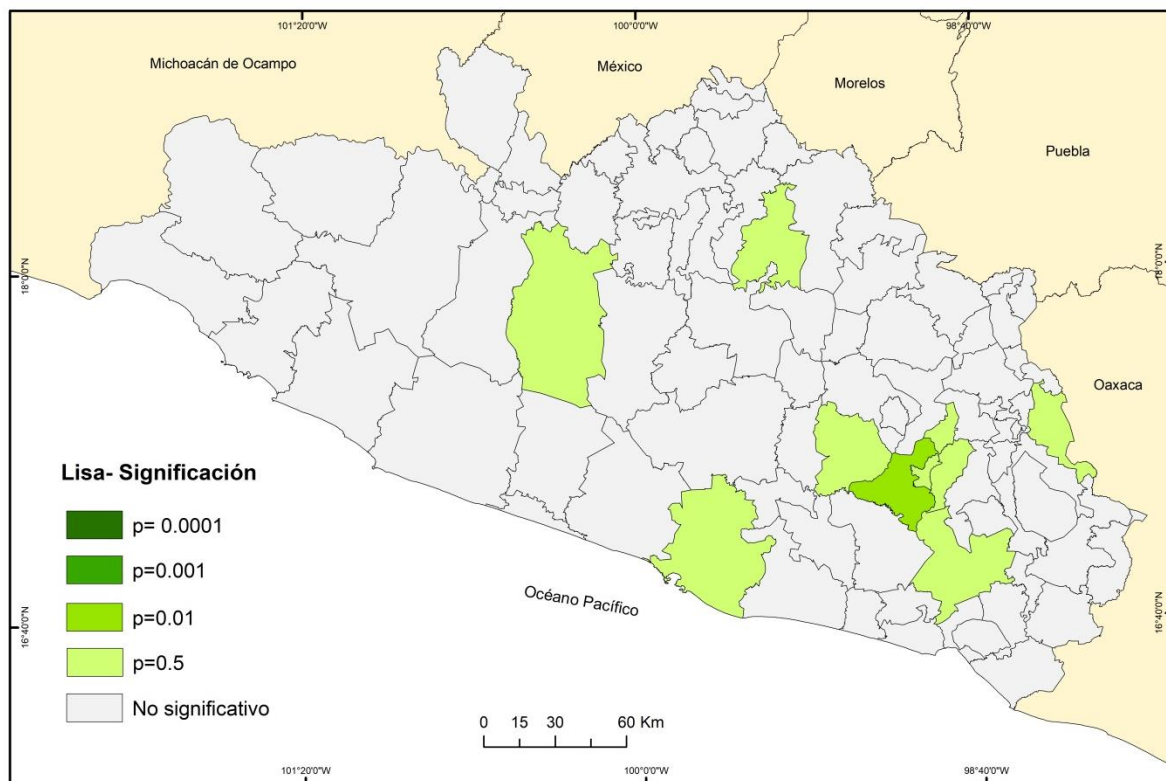 101°20'0"W
100°0'0"W
98°40'0"W
Michoacán de Ocampo
México
Morelos
Puebla
18°0'0"N
18°0'0"N
Oaxaca
Lisa- Significación
p= 0.0001
p=0.001
p=0.01
p=0.5
No significativo
Océano Pacífico
16°40'0"N
16°40'0"N
0 15 30 60 Km
101°20'0"W
100°0'0"W
98°40'0"W